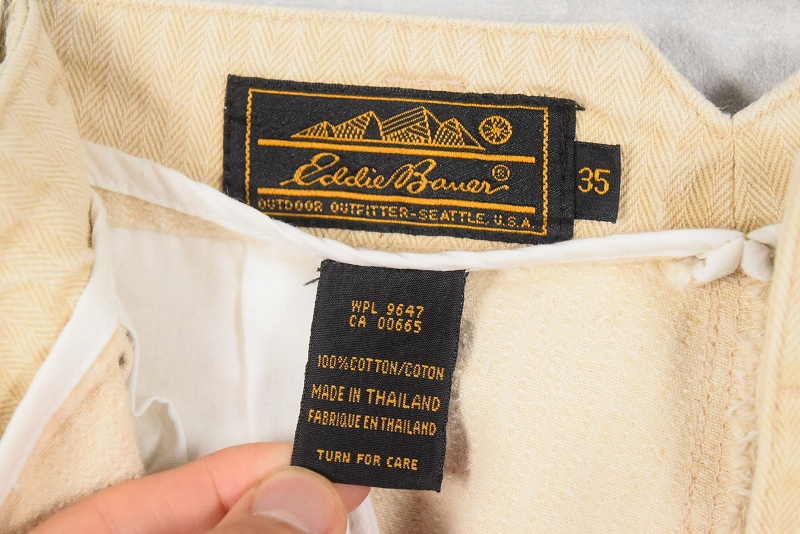 Eddie Bauer®
OUTDOOR OUTFITTER-SEATTLE, U.S.A.
35
WPL 9647
CA 00665
100%COTTON/COTON
MADE IN THAILAND
FABRIQUE EN THAILAND
TURN FOR CARE